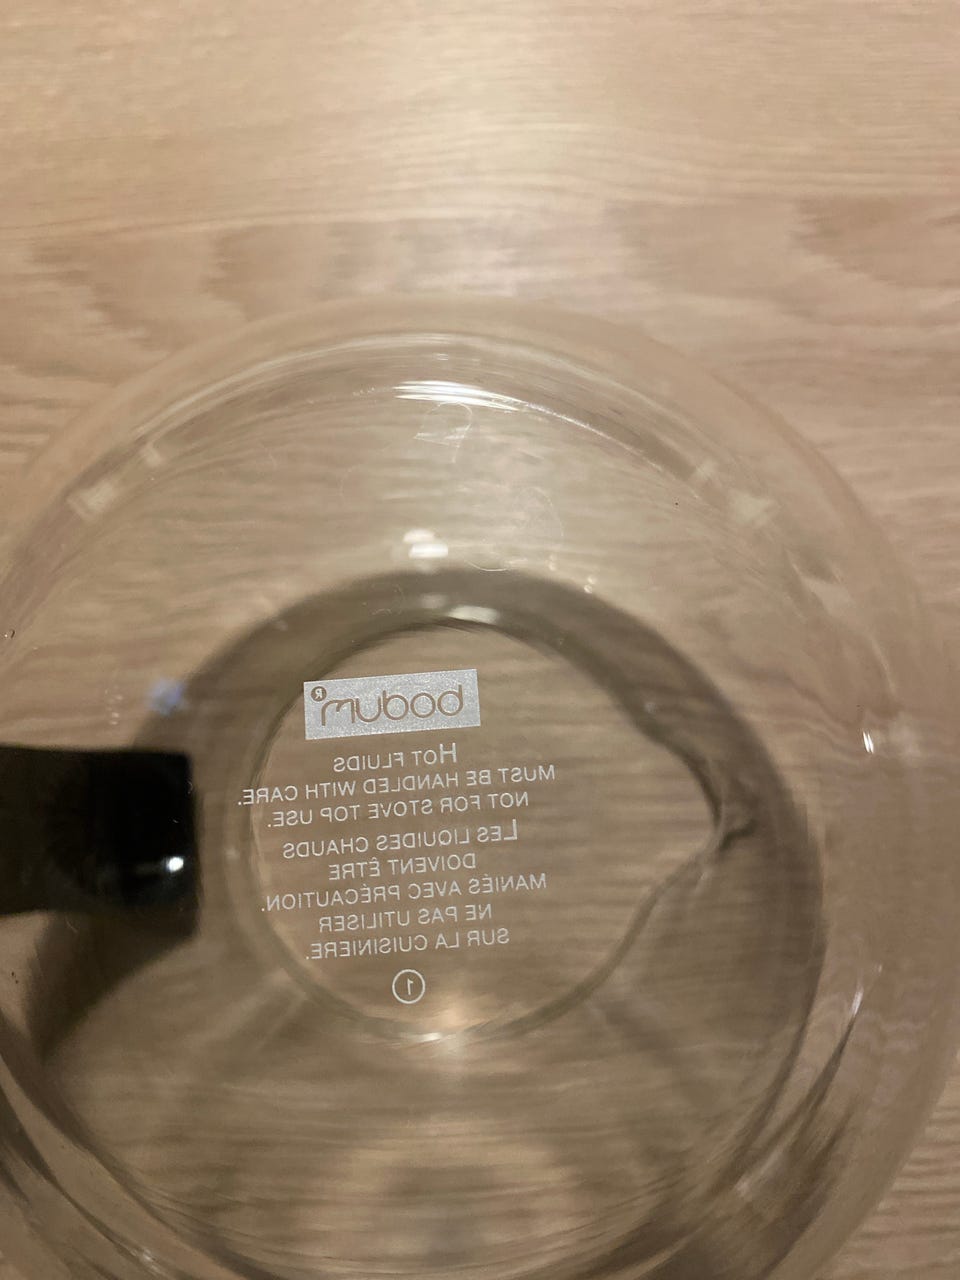 bodum®
HOT FLUIDS
MUST BE HANDLED WITH CARE.
NOT FOR STOVE TOP USE.
LES LIQUIDES CHAUDS
DOIVENT ÊTRE
MANIÉS AVEC PRÉCAUTION.
NE PAS UTILISER
SUR LA CUISINIERE.
1